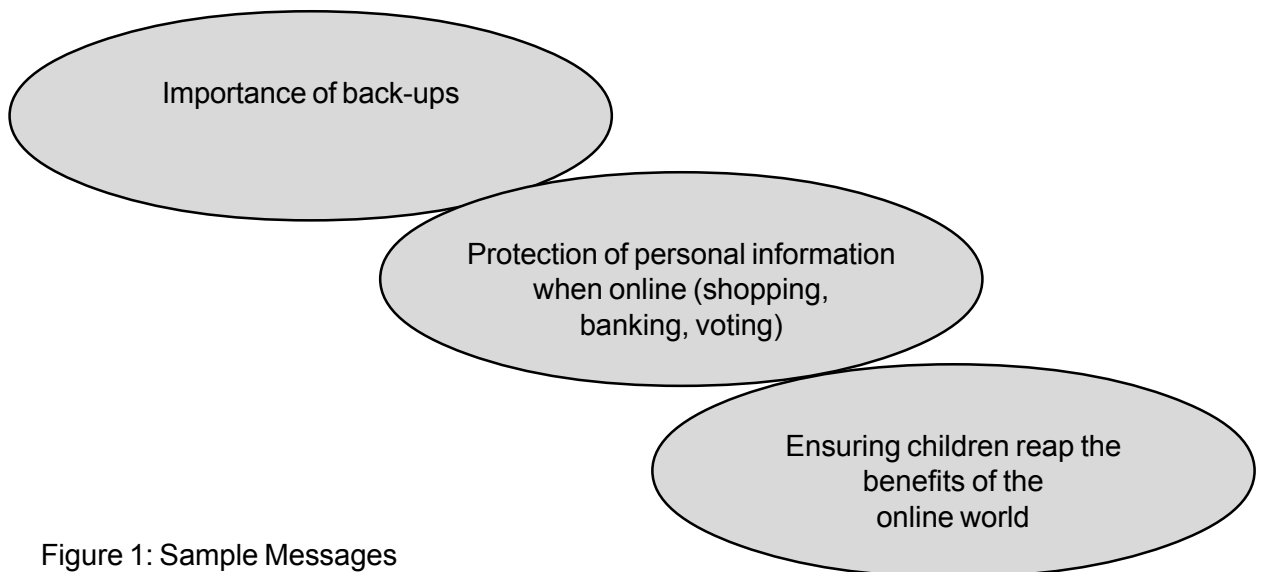 Importance of back-ups
Protection of personal information
when online (shopping,
banking, voting)
Ensuring children reap the
benefits of the
online world
Figure 1: Sample Messages